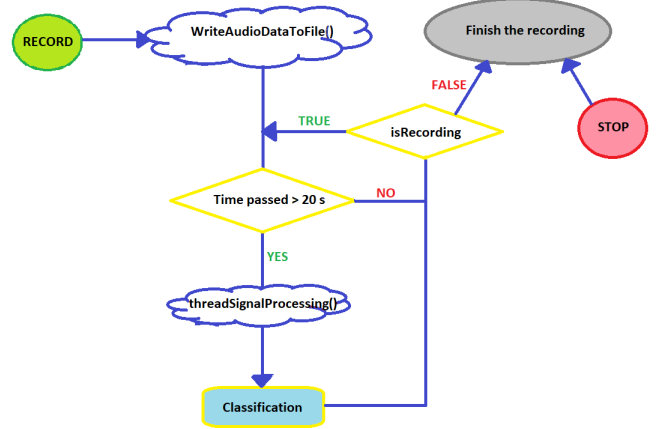 RECORD
WriteAudioDataToFile()
Finish the recording
FALSE
TRUE
isRecording
STOP
Time passed > 20 s
NO
YES
threadSignalProcessing()
Classification